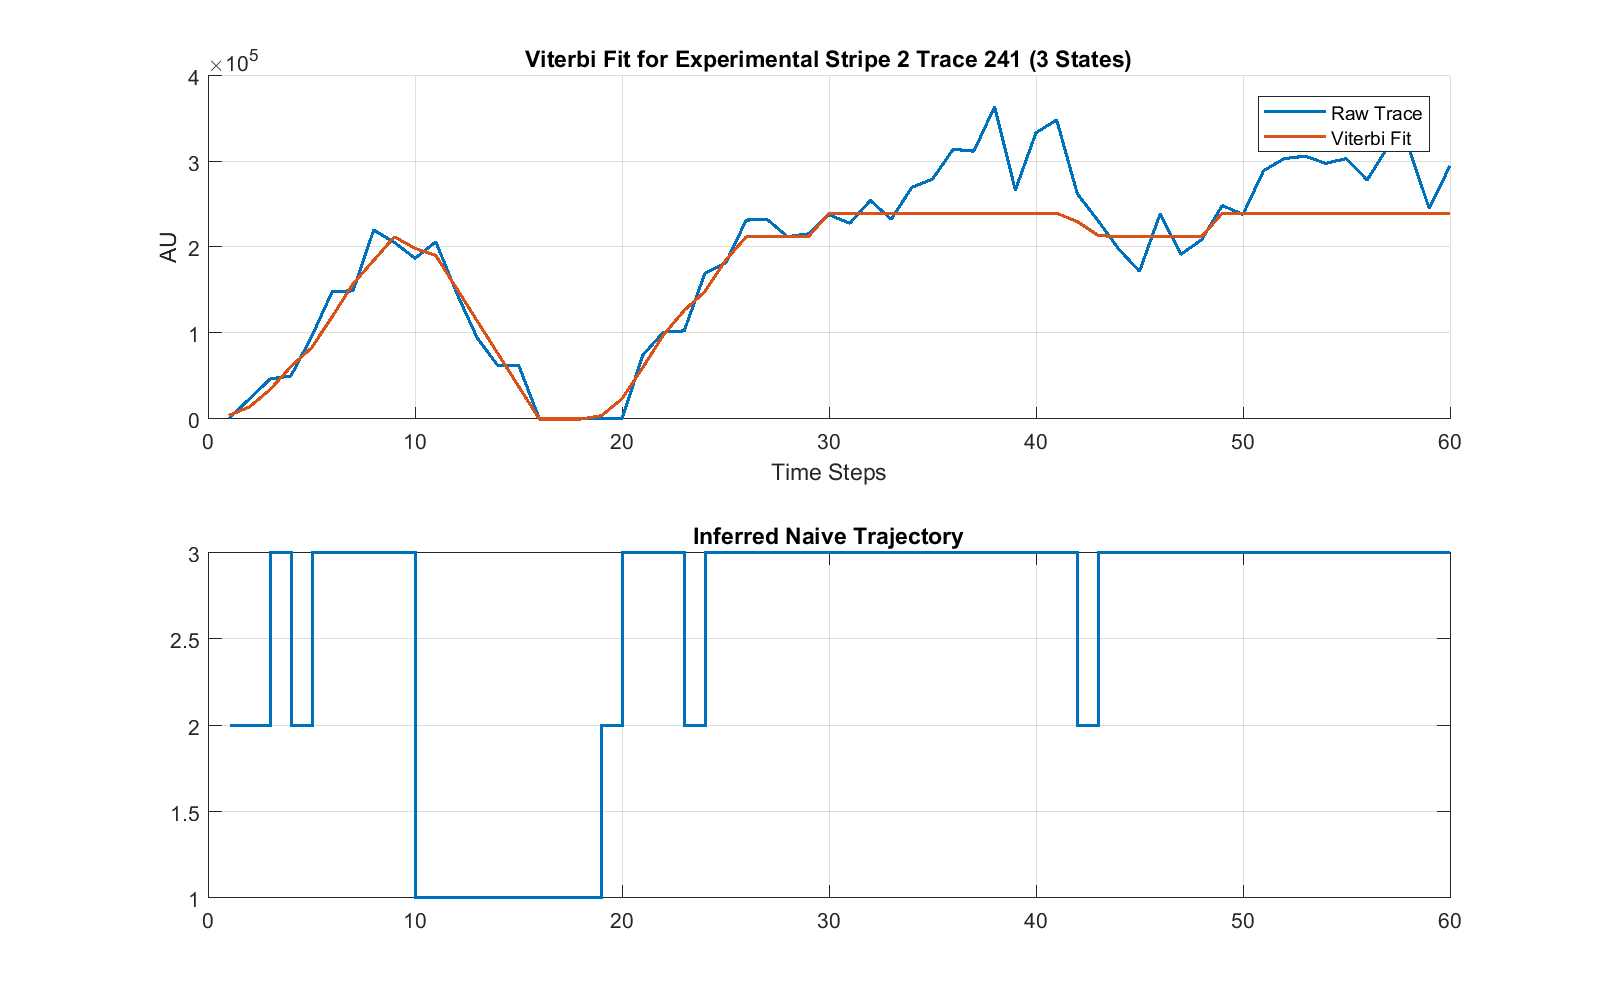 Viterbi Fit for Experimental Stripe 2 Trace 241 (3 States)
×10⁵
4
3
2
1
0
AU
Raw Trace
Viterbi Fit
0 10 20 30 40 50 60
Time Steps
Inferred Naive Trajectory
3
2.5
2
1.5
1
0 10 20 30 40 50 60